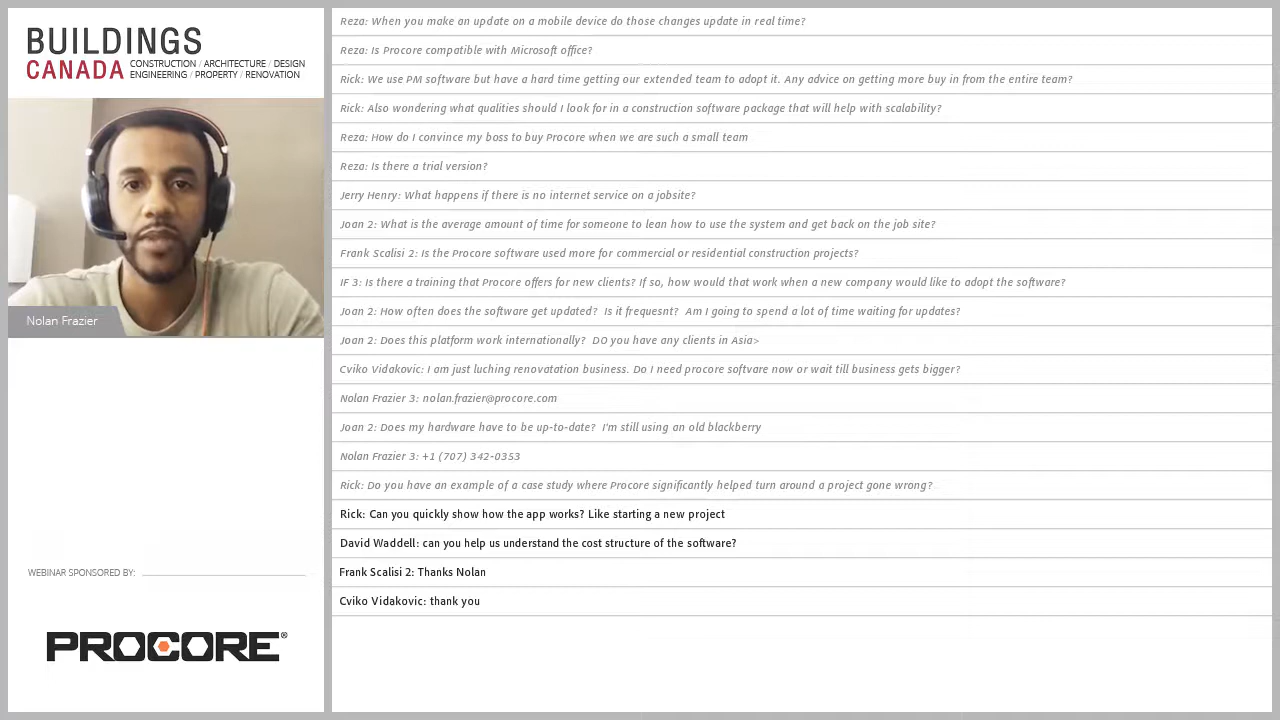 BUILDINGS
CANADA CONSTRUCTION / ARCHITECTURE / DESIGN
ENGINEERING / PROPERTY / RENOVATION
Nolan Frazier
WEBINAR SPONSORED BY:
PROCORE®
Reza: When you make an update on a mobile device do those changes update in real time?
Reza: Is Procore compatible with Microsoft office?
Rick: We use PM software but have a hard time getting our extended team to adopt it. Any advice on getting more buy in from the entire team?
Rick: Also wondering what qualities should I look for in a construction software package that will help with scalability?
Reza: How do I convince my boss to buy Procore when we are such a small team
Reza: Is there a trial version?
Jerry Henry: What happens if there is no internet service on a jobsite?
Joan 2: What is the average amount of time for someone to lean how to use the system and get back on the job site?
Frank Scalisi 2: Is the Procore software used more for commercial or residential construction projects?
IF 3: Is there a training that Procore offers for new clients? If so, how would that work when a new company would like to adopt the software?
Joan 2: How often does the software get updated? Is it frequesnt? Am I going to spend a lot of time waiting for updates?
Joan 2: Does this platform work internationally? DO you have any clients in Asia>
Cviko Vidakovic: I am just luching renovatation business. Do I need procore softvare now or wait till business gets bigger?
Nolan Frazier 3: nolan.frazier@procore.com
Joan 2: Does my hardware have to be up-to-date? I'm still using an old blackberry
Nolan Frazier 3: +1 (707) 342-0353
Rick: Do you have an example of a case study where Procore significantly helped turn around a project gone wrong?
Rick: Can you quickly show how the app works? Like starting a new project
David Waddell: can you help us understand the cost structure of the software?
Frank Scalisi 2: Thanks Nolan
Cviko Vidakovic: thank you